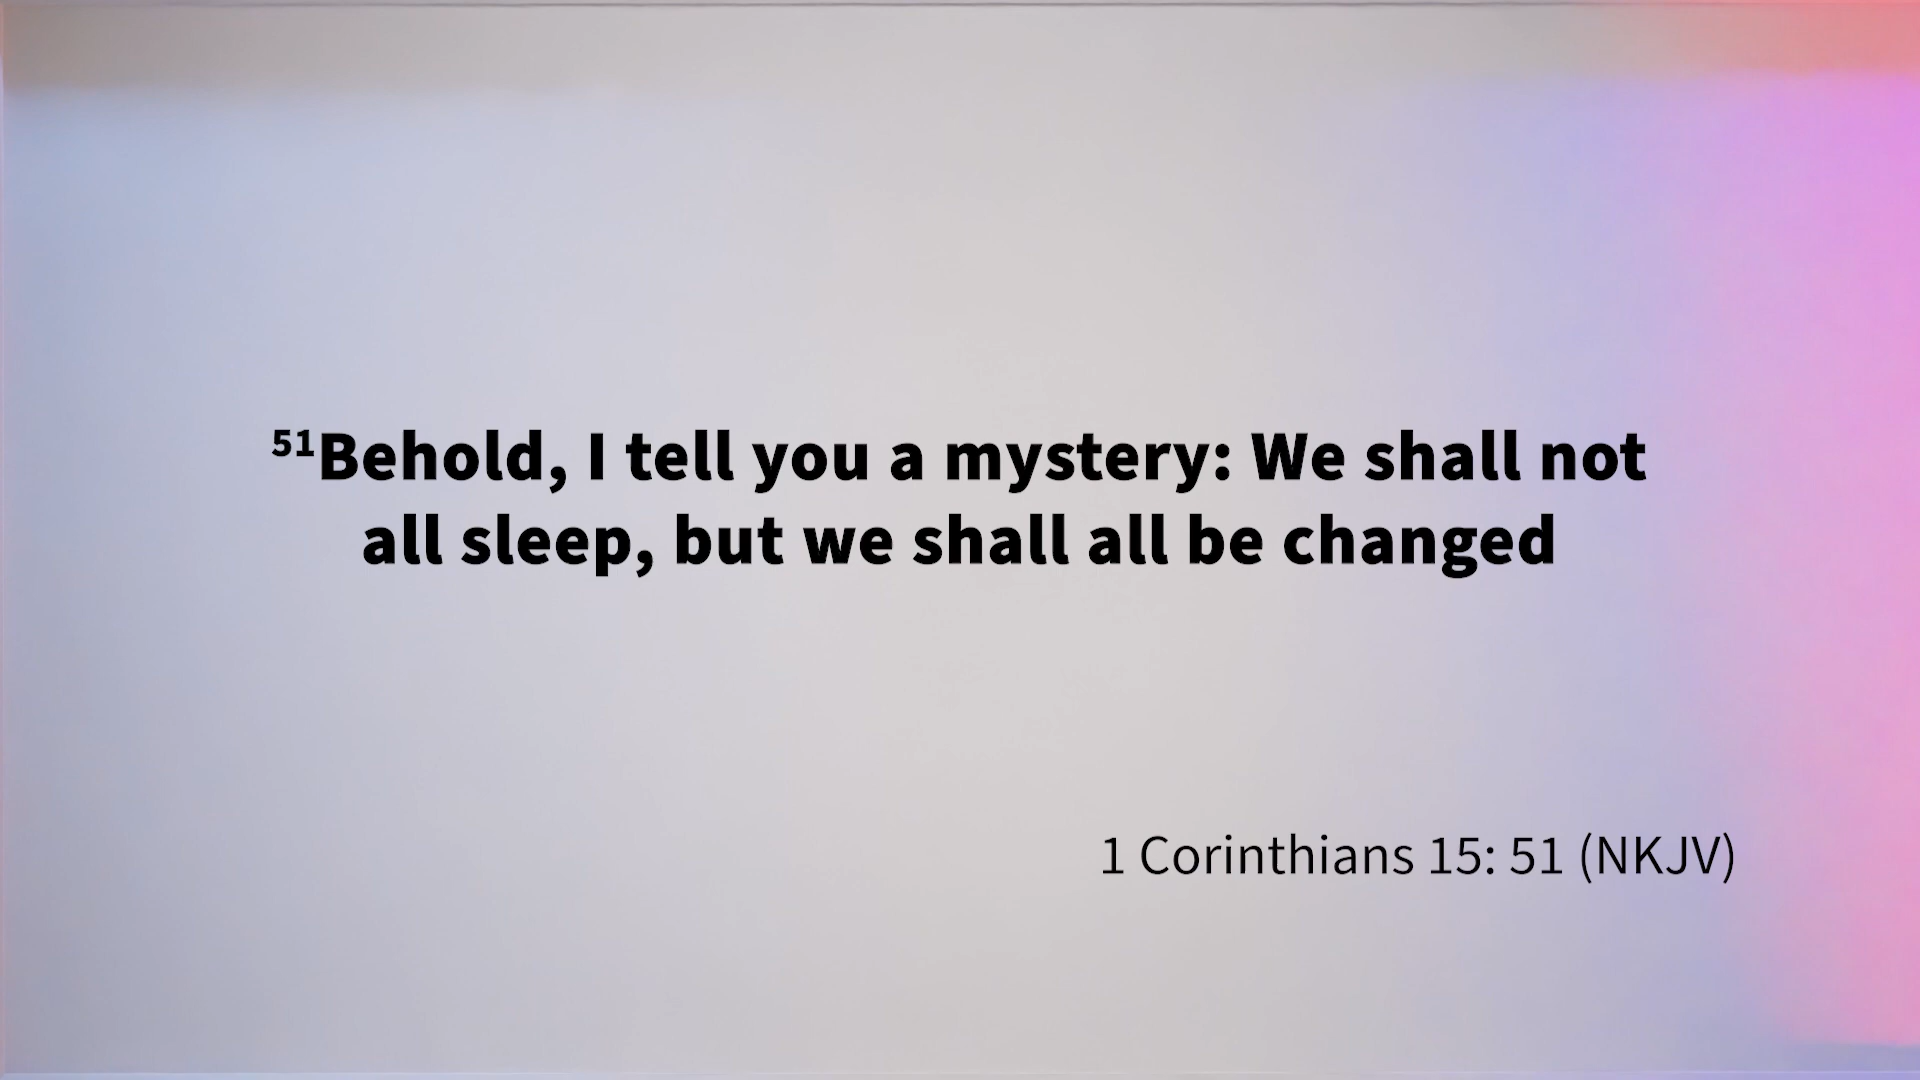 ⁵¹Behold, I tell you a mystery: We shall not
all sleep, but we shall all be changed
1 Corinthians 15: 51 (NKJV)